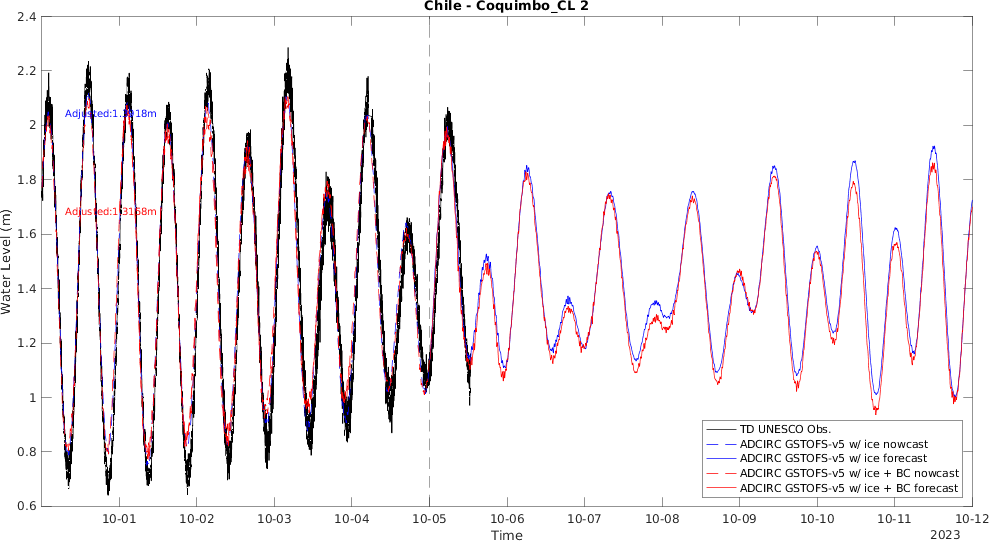 Chile - Coquimbo_CL 2
2.4
2.2
2
1.8
1.6
1.4
1.2
1
0.8
0.6
Water Level (m)
Adjusted:1.3168m
TD UNESCO Obs.
ADCIRC GSTOFS-v5 w/ ice nowcast
ADCIRC GSTOFS-v5 w/ ice forecast
ADCIRC GSTOFS-v5 w/ ice + BC nowcast
ADCIRC GSTOFS-v5 w/ ice + BC forecast
10-01 10-02 10-03 10-04 10-05 10-06 10-07 10-08 10-09 10-10 10-11 10-12
Time
2023